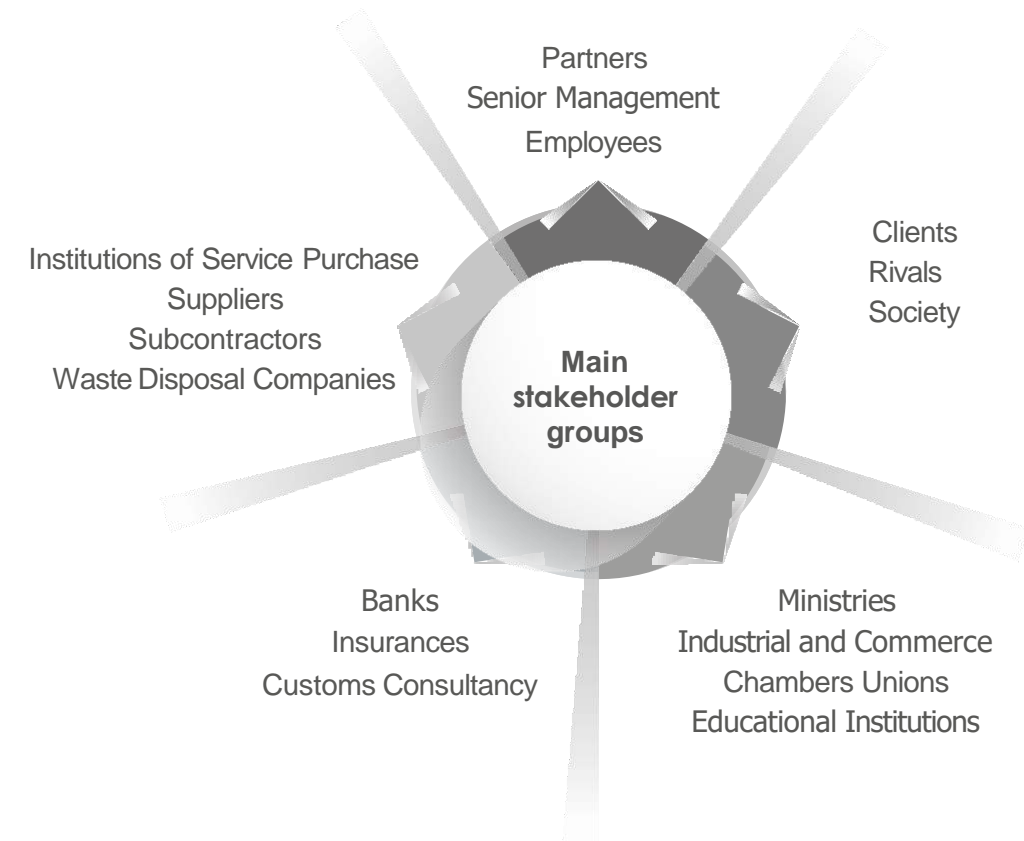 Partners
Senior Management
Employees
Clients
Rivals
Society
Institutions of Service Purchase
Suppliers
Subcontractors
Waste Disposal Companies
Main
stakeholder
groups
Banks
Insurances
Customs Consultancy
Ministries
Industrial and Commerce
Chambers Unions
Educational Institutions